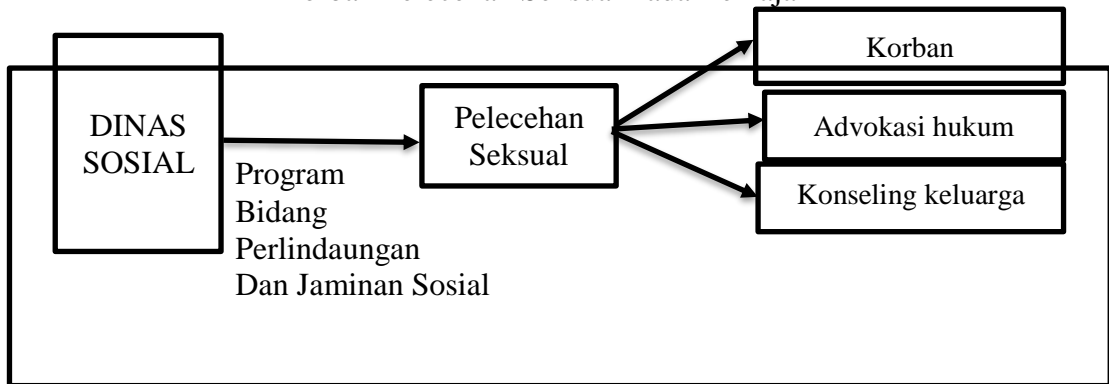 Korban
DINAS
SOSIAL
Pelecehan
Seksual
Advokasi hukum
Konseling keluarga
Program
Bidang
Perlindaungan
Dan Jaminan Sosial